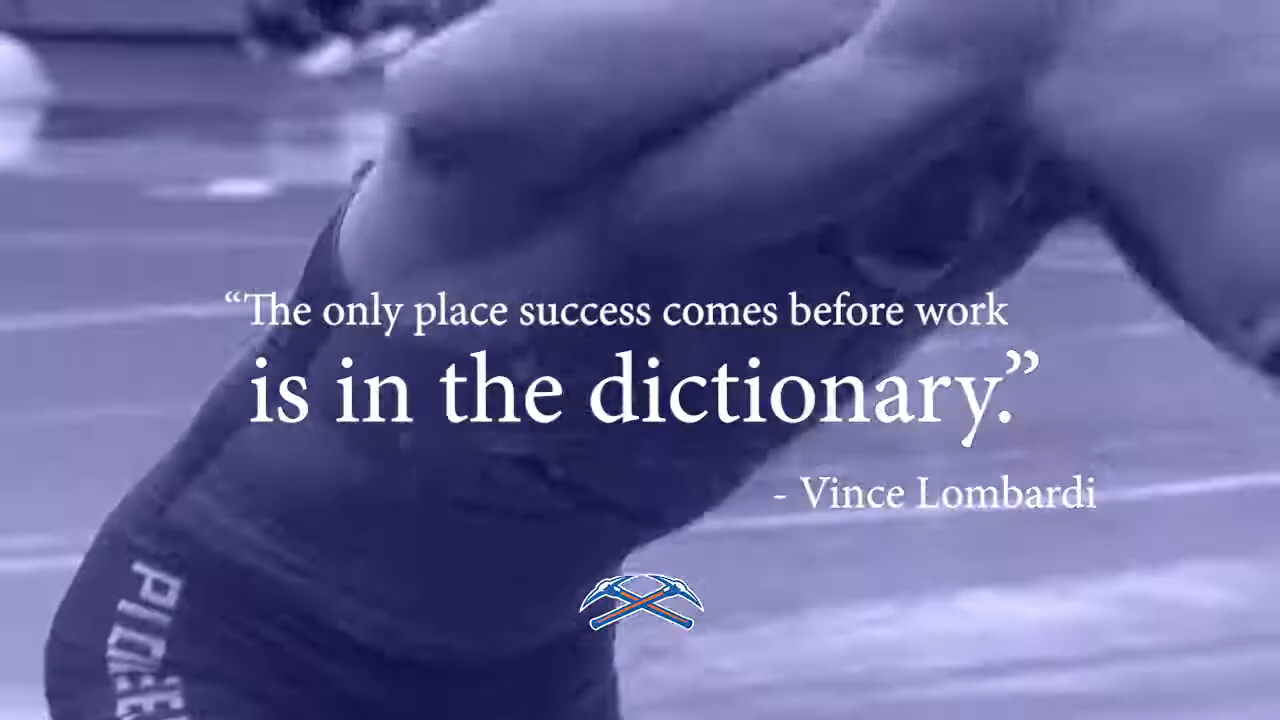 “The only place success comes before work
is in the dictionary.”
- Vince Lombardi